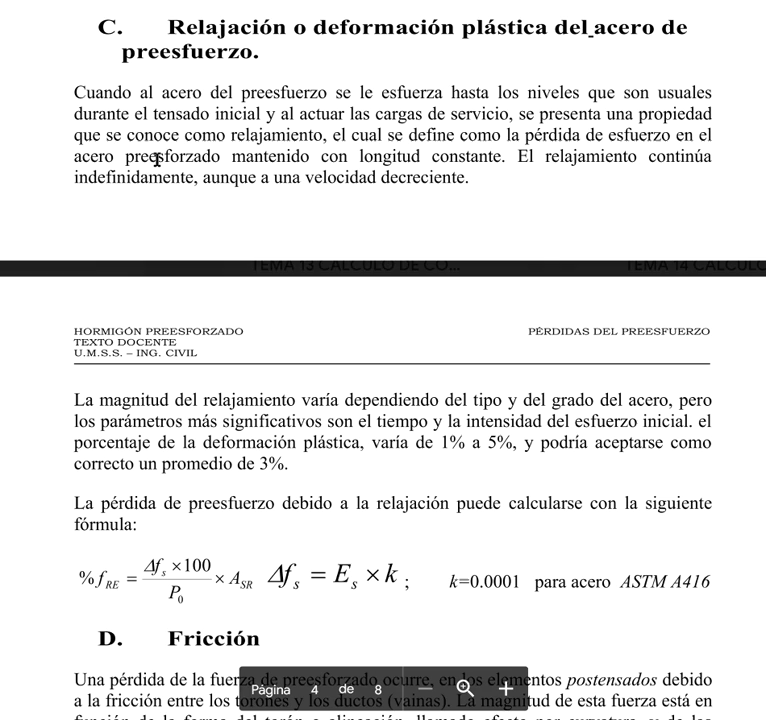 C. Relajación o deformación plástica del acero de
preesfuerzo.
Cuando al acero del preesfuerzo se le esfuerza hasta los niveles que son usuales
durante el tensado inicial y al actuar las cargas de servicio, se presenta una propiedad
que se conoce como relajamiento, el cual se define como la pérdida de esfuerzo en el
acero preesforzado mantenido con longitud constante. El relajamiento continúa
indefinidamente, aunque a una velocidad decreciente.
TEMA 13 CALCULO DE CO... TEMA 14 CALCULO
HORMIGÓN PREESFORZADO PÉRDIDAS DEL PREESFUERZO
TEXTO DOCENTE
U.M.S.S. – ING. CIVIL
La magnitud del relajamiento varía dependiendo del tipo y del grado del acero, pero
los parámetros más significativos son el tiempo y la intensidad del esfuerzo inicial. el
porcentaje de la deformación plástica, varía de 1% a 5%, y podría aceptarse como
correcto un promedio de 3%.
La pérdida de preesfuerzo debido a la relajación puede calcularse con la siguiente
fórmula:
%f_RE = Δf_s ×100 / P_0 × A_SR Δf_s = E_s × k ; k=0.0001 para acero ASTM A416
D. Fricción
Una pérdida de la fuerza de preesforzado ocurre, en los elementos postensados debido
a la fricción entre los torones y los ductos (vainas). La magnitud de esta fuerza está en
Página 4 de 8